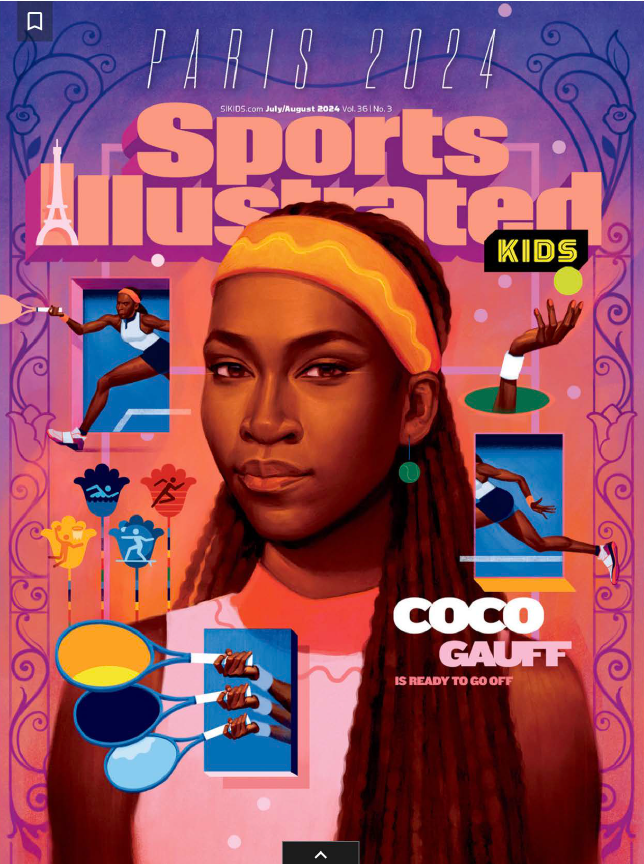 PARIS 2024
SIKIDS.com July/August 2024 Vol. 36 | No. 3
Sports
Illustrated
KIDS
COCO
GAUFF
IS READY TO GO OFF